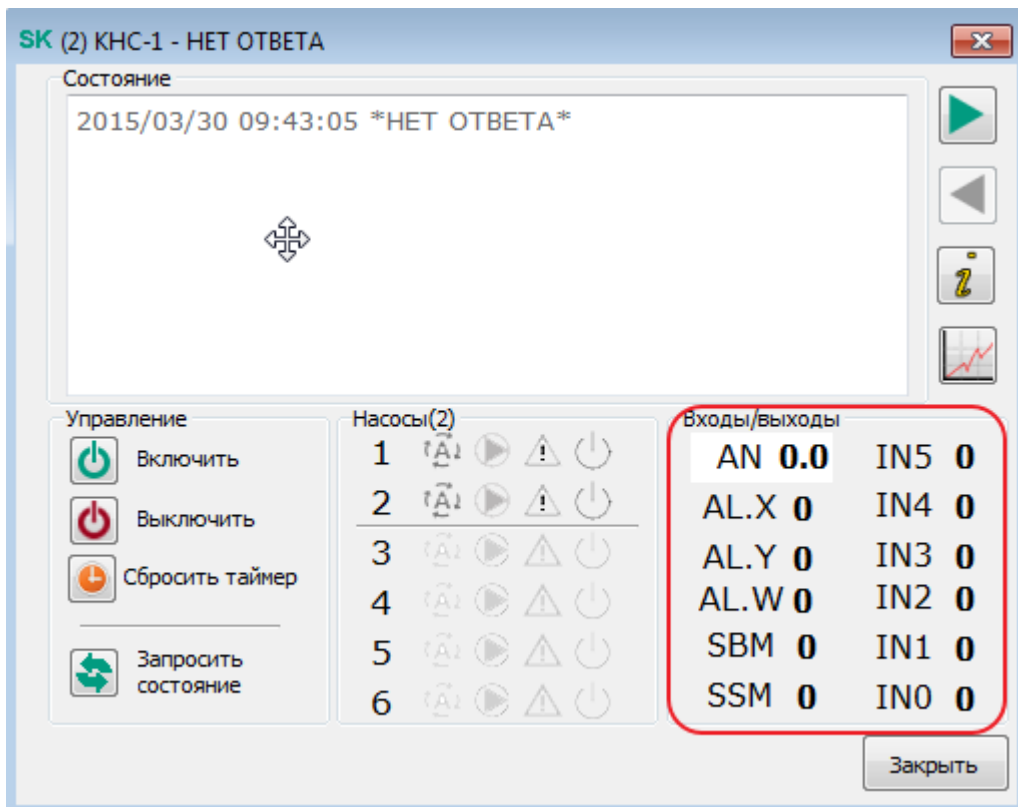 SK (2) КНС-1 - НЕТ ОТВЕТА
Состояние
2015/03/30 09:43:05 *НЕТ ОТВЕТА*
Управление
Включить
Выключить
Сбросить таймер
Запросить
состояние
Насосы(2)
1
2
3
4
5
6
Входы/выходы
AN 0.0 IN5 0
AL.X 0 IN4 0
AL.Y 0 IN3 0
AL.W 0 IN2 0
SBM 0 IN1 0
SSM 0 IN0 0
Закрыть